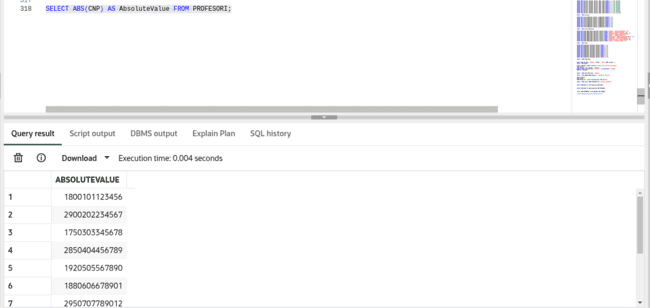 318 SELECT ABS(CNP) AS AbsoluteValue FROM PROFESORI;
Query result Script output DBMS output Explain Plan SQL history
Download Execution time: 0.004 seconds
ABSOLUTEVALUE
1 1800101123456
2 2900202234567
3 1750303345678
4 2850404456789
5 1920505567890
6 1880606678901
7 2950707789012